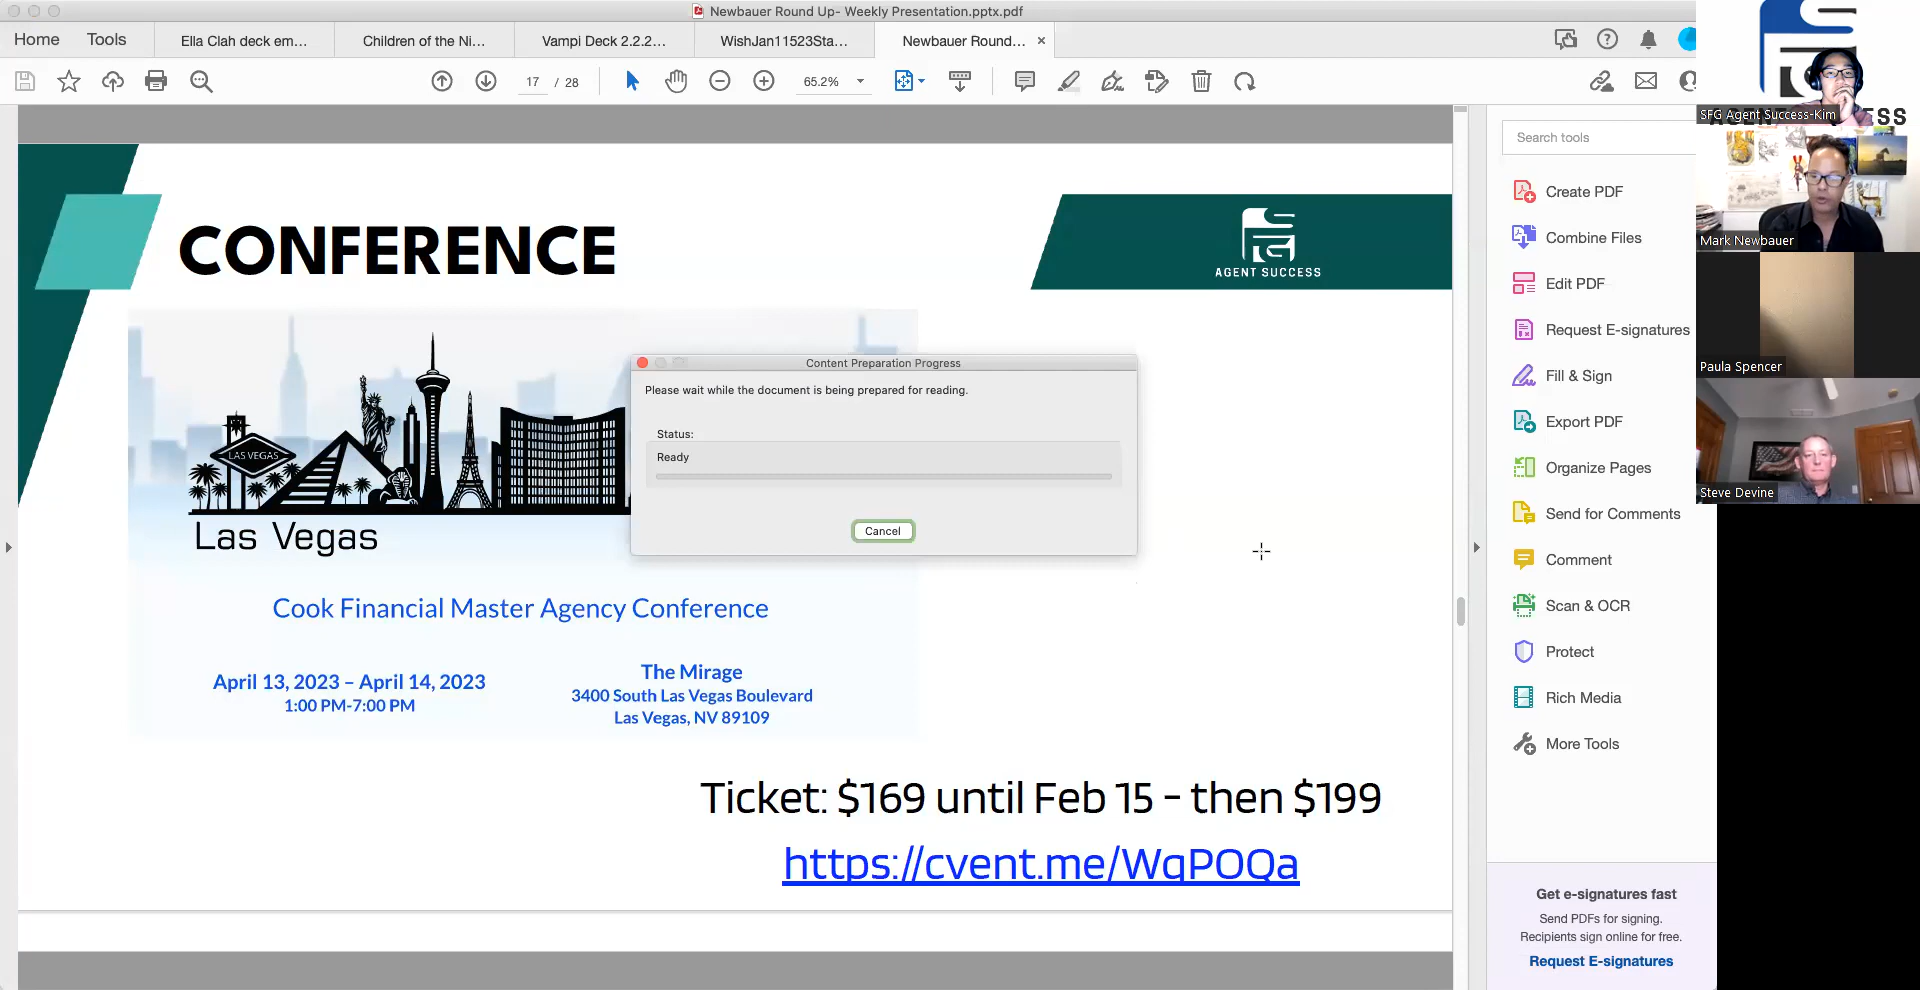 Newbauer Round Up- Weekly Presentation.pptx.pdf
Home
Tools
Ella Clah deck em...
Children of the Ni...
Vampi Deck 2.2.2...
WishJan11523Sta...
Newbauer Round...
17 / 28
65.2%
CONFERENCE
AGENT SUCCESS
LAS VEGAS
Las Vegas
Content Preparation Progress
Please wait while the document is being prepared for reading.
Status:
Ready
Cancel
Cook Financial Master Agency Conference
April 13, 2023 – April 14, 2023
1:00 PM-7:00 PM
The Mirage
3400 South Las Vegas Boulevard
Las Vegas, NV 89109
Ticket: $169 until Feb 15 - then $199
https://cvent.me/WqPOQa
Search tools
Create PDF
Combine Files
Edit PDF
Request E-signatures
Fill & Sign
Export PDF
Organize Pages
Send for Comments
Comment
Scan & OCR
Protect
Rich Media
More Tools
Get e-signatures fast
Send PDFs for signing.
Recipients sign online for free.
Request E-signatures
SFG Agent Success-Kim
Mark Newbauer
Paula Spencer
Steve Devine